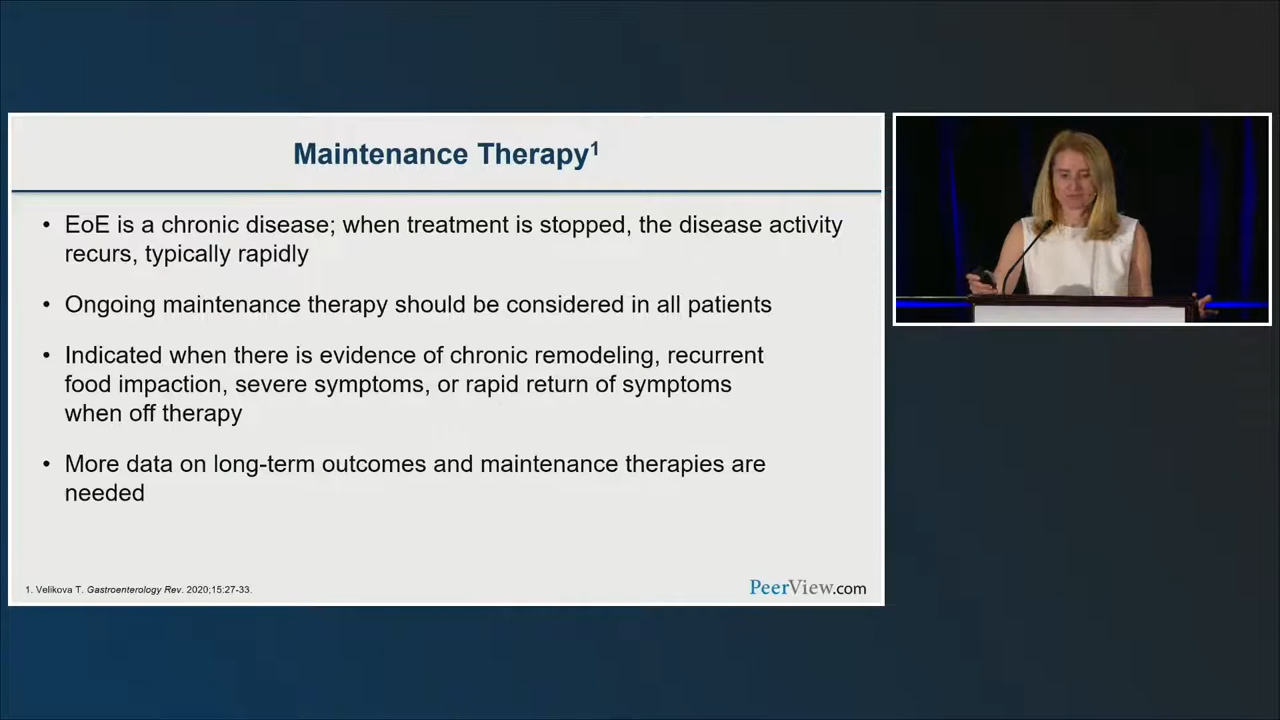 Maintenance Therapy¹
• EoE is a chronic disease; when treatment is stopped, the disease activity
recurs, typically rapidly
• Ongoing maintenance therapy should be considered in all patients
• Indicated when there is evidence of chronic remodeling, recurrent
food impaction, severe symptoms, or rapid return of symptoms
when off therapy
• More data on long-term outcomes and maintenance therapies are
needed
1. Velikova T. Gastroenterology Rev. 2020;15:27-33.
PeerView.com